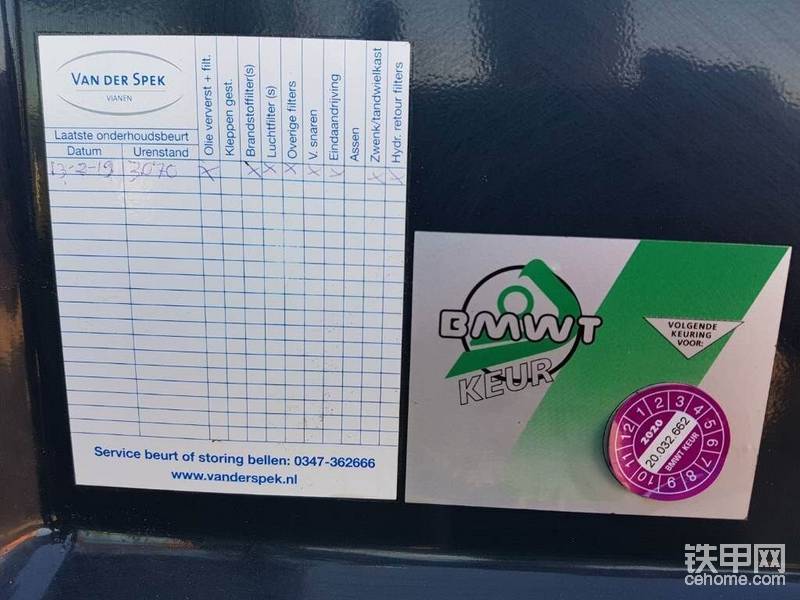 VAN DER SPEK
VIANEN
Laatste onderhoudsbeurt
Datum
Urenstand
Olie ververst + filt.
Kleppen gest.
Brandstoffilter(s)
Luchtfilter (s)
Overige filters
V. snaren
Eindaandrijving
Assen
Zwenk/tandwielkast
Hydr. retour filters
13-2-19 3070 X X X X X X X X
Service beurt of storing bellen: 0347-362666
www.vanderspek.nl
BMWT
KEUR
VOLGENDE
KEURING
VOOR:
1 2 3 4 5 6 7 8 9 10 11 12
2020
20.032.662
BMWT KEUR
铁甲网
cehome.com